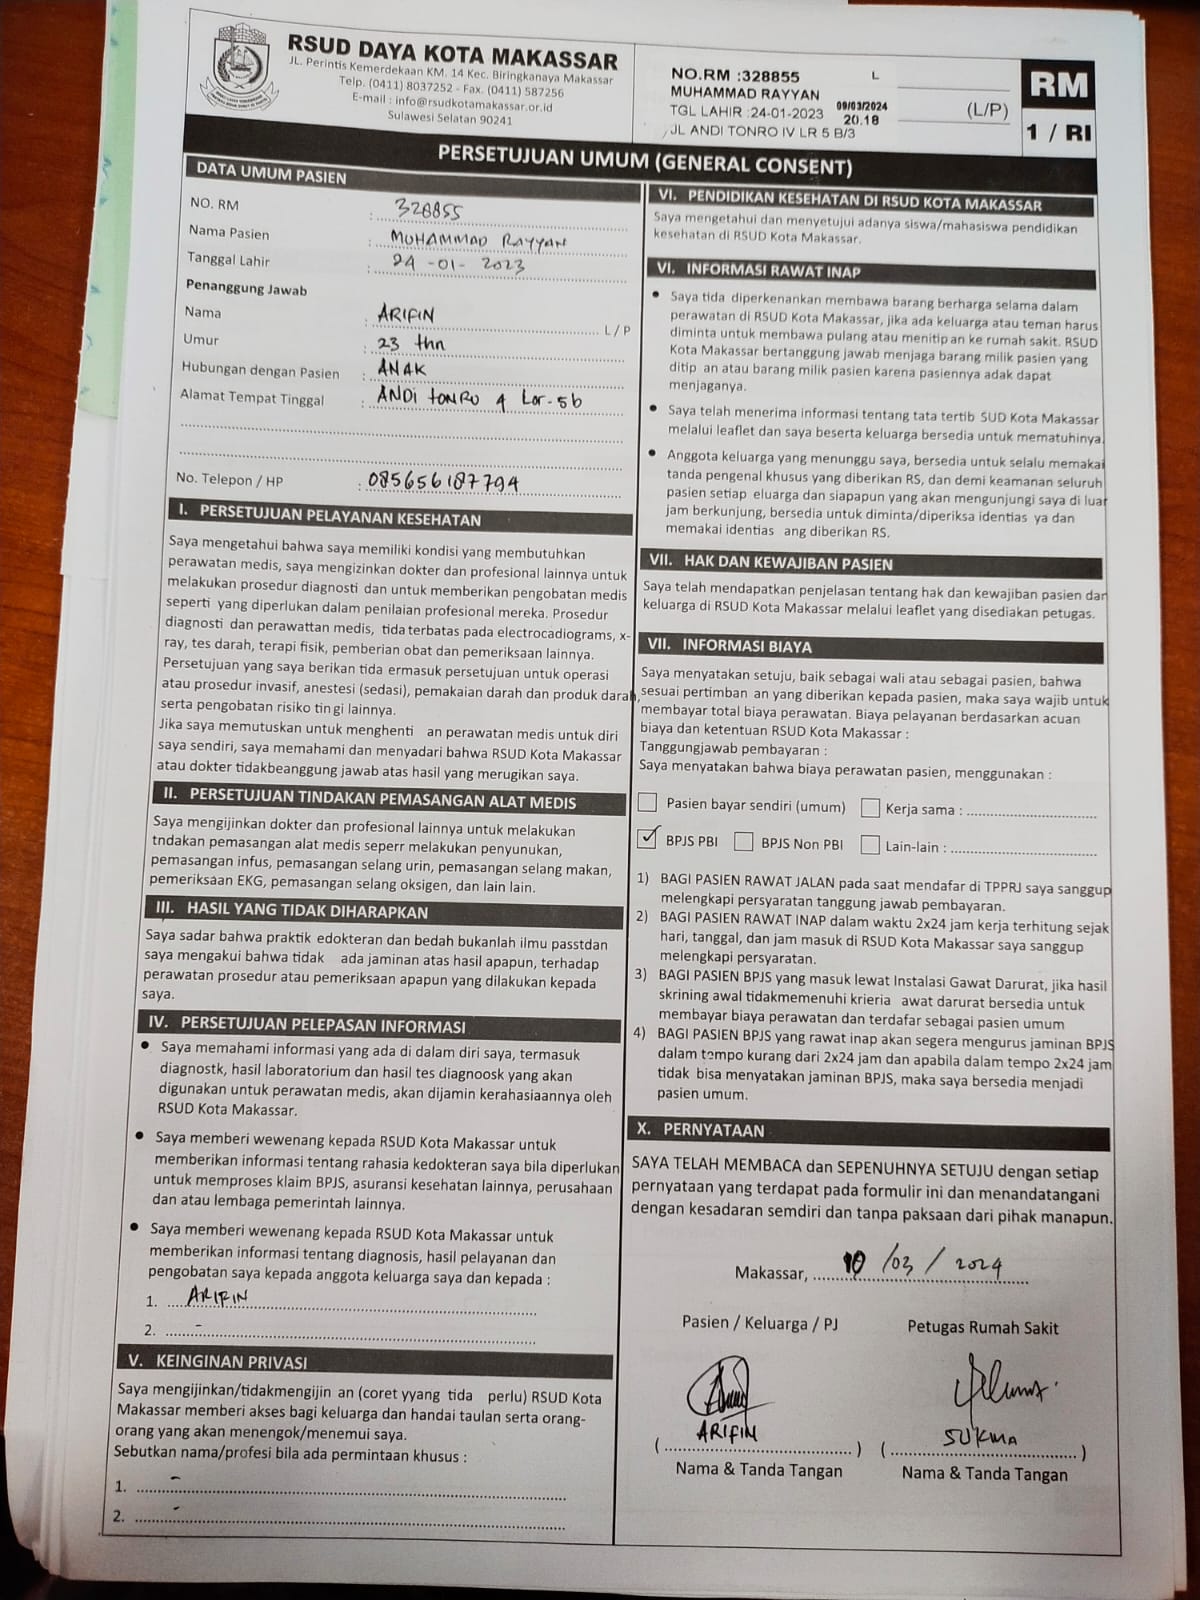 RSUD DAYA KOTA MAKASSAR
JL. Perintis Kemerdekaan KM. 14 Kec. Biringkanaya Makassar
Telp. (0411) 8037252 - Fax. (0411) 587256
E-mail : info@rsudkotamakassar.or.id
Sulawesi Selatan 90241
NO.RM :328855 L
MUHAMMAD RAYYAN
TGL LAHIR :24-01-2023
09/03/2024
20.18
(L/P)
JL ANDI TONRO IV LR 5 B/3
RM
1 / RI
PERSETUJUAN UMUM (GENERAL CONSENT)
DATA UMUM PASIEN
NO. RM : 328855
Nama Pasien : MUHAMMAD RAYYAN
Tanggal Lahir : 24 -01- 2023
Penanggung Jawab
Nama : ARIFIN L / P
Umur : 23 thn
Hubungan dengan Pasien : ANAK
Alamat Tempat Tinggal : ANDI TONRO 4 Lor-5b
No. Telepon / HP : 085656187794
I. PERSETUJUAN PELAYANAN KESEHATAN
Saya mengetahui bahwa saya memiliki kondisi yang membutuhkan
perawatan medis, saya mengizinkan dokter dan profesional lainnya untuk
melakukan prosedur diagnosti dan untuk memberikan pengobatan medis
seperti yang diperlukan dalam penilaian profesional mereka. Prosedur
diagnosti dan perawattan medis, tida terbatas pada electrocadiograms, x-
ray, tes darah, terapi fisik, pemberian obat dan pemeriksaan lainnya.
Persetujuan yang saya berikan tida ermasuk persetujuan untuk operasi
atau prosedur invasif, anestesi (sedasi), pemakaian darah dan produk darah,
serta pengobatan risiko tin gi lainnya.
Jika saya memutuskan untuk menghenti an perawatan medis untuk diri
saya sendiri, saya memahami dan menyadari bahwa RSUD Kota Makassar
atau dokter tidakbeanggung jawab atas hasil yang merugikan saya.
II. PERSETUJUAN TINDAKAN PEMASANGAN ALAT MEDIS
Saya mengijinkan dokter dan profesional lainnya untuk melakukan
tndakan pemasangan alat medis seperr melakukan penyunukan,
pemasangan infus, pemasangan selang urin, pemasangan selang makan,
pemeriksaan EKG, pemasangan selang oksigen, dan lain lain.
III. HASIL YANG TIDAK DIHARAPKAN
Saya sadar bahwa praktik edokteran dan bedah bukanlah ilmu passtdan
saya mengakui bahwa tidak ada jaminan atas hasil apapun, terhadap
perawatan prosedur atau pemeriksaan apapun yang dilakukan kepada
saya.
IV. PERSETUJUAN PELEPASAN INFORMASI
• Saya memahami informasi yang ada di dalam diri saya, termasuk
diagnostk, hasil laboratorium dan hasil tes diagnoosk yang akan
digunakan untuk perawatan medis, akan dijamin kerahasiaannya oleh
RSUD Kota Makassar.
• Saya memberi wewenang kepada RSUD Kota Makassar untuk
memberikan informasi tentang rahasia kedokteran saya bila diperlukan
untuk memproses klaim BPJS, asuransi kesehatan lainnya, perusahaan
dan atau lembaga pemerintah lainnya.
• Saya memberi wewenang kepada RSUD Kota Makassar untuk
memberikan informasi tentang diagnosis, hasil pelayanan dan
pengobatan saya kepada anggota keluarga saya dan kepada :
1. ARIFIN
2. -
V. KEINGINAN PRIVASI
Saya mengijinkan/tidakmengijin an (coret yyang tida perlu) RSUD Kota
Makassar memberi akses bagi keluarga dan handai taulan serta orang-
orang yang akan menengok/menemui saya.
Sebutkan nama/profesi bila ada permintaan khusus :
1. -
2. -
VI. PENDIDIKAN KESEHATAN DI RSUD KOTA MAKASSAR
Saya mengetahui dan menyetujui adanya siswa/mahasiswa pendidikan
kesehatan di RSUD Kota Makassar.
VI. INFORMASI RAWAT INAP
• Saya tida diperkenankan membawa barang berharga selama dalam
perawatan di RSUD Kota Makassar, jika ada keluarga atau teman harus
diminta untuk membawa pulang atau menitip an ke rumah sakit. RSUD
Kota Makassar bertanggung jawab menjaga barang milik pasien yang
ditip an atau barang milik pasien karena pasiennya adak dapat
menjaganya.
• Saya telah menerima informasi tentang tata tertib SUD Kota Makassar
melalui leaflet dan saya beserta keluarga bersedia untuk mematuhinya.
• Anggota keluarga yang menunggu saya, bersedia untuk selalu memakai
tanda pengenal khusus yang diberikan RS, dan demi keamanan seluruh
pasien setiap eluarga dan siapapun yang akan mengunjungi saya di luar
jam berkunjung, bersedia untuk diminta/diperiksa identias ya dan
memakai identias ang diberikan RS.
VII. HAK DAN KEWAJIBAN PASIEN
Saya telah mendapatkan penjelasan tentang hak dan kewajiban pasien dan
keluarga di RSUD Kota Makassar melalui leaflet yang disediakan petugas.
VII. INFORMASI BIAYA
Saya menyatakan setuju, baik sebagai wali atau sebagai pasien, bahwa
sesuai pertimban an yang diberikan kepada pasien, maka saya wajib untuk
membayar total biaya perawatan. Biaya pelayanan berdasarkan acuan
biaya dan ketentuan RSUD Kota Makassar :
Tanggungjawab pembayaran :
Saya menyatakan bahwa biaya perawatan pasien, menggunakan :
Pasien bayar sendiri (umum) Kerja sama :
✓ BPJS PBI BPJS Non PBI Lain-lain :
1) BAGI PASIEN RAWAT JALAN pada saat mendafar di TPPRJ saya sanggup
melengkapi persyaratan tanggung jawab pembayaran.
2) BAGI PASIEN RAWAT INAP dalam waktu 2x24 jam kerja terhitung sejak
hari, tanggal, dan jam masuk di RSUD Kota Makassar saya sanggup
melengkapi persyaratan.
3) BAGI PASIEN BPJS yang masuk lewat Instalasi Gawat Darurat, jika hasil
skrining awal tidakmemenuhi krieria awat darurat bersedia untuk
membayar biaya perawatan dan terdafar sebagai pasien umum
4) BAGI PASIEN BPJS yang rawat inap akan segera mengurus jaminan BPJS
dalam tempo kurang dari 2x24 jam dan apabila dalam tempo 2x24 jam
tidak bisa menyatakan jaminan BPJS, maka saya bersedia menjadi
pasien umum.
X. PERNYATAAN
SAYA TELAH MEMBACA dan SEPENUHNYA SETUJU dengan setiap
pernyataan yang terdapat pada formulir ini dan menandatangani
dengan kesadaran semdiri dan tanpa paksaan dari pihak manapun.
Makassar, 10 /03 / 2024
Pasien / Keluarga / PJ Petugas Rumah Sakit
( ARIFIN ) ( SUKMA )
Nama & Tanda Tangan Nama & Tanda Tangan